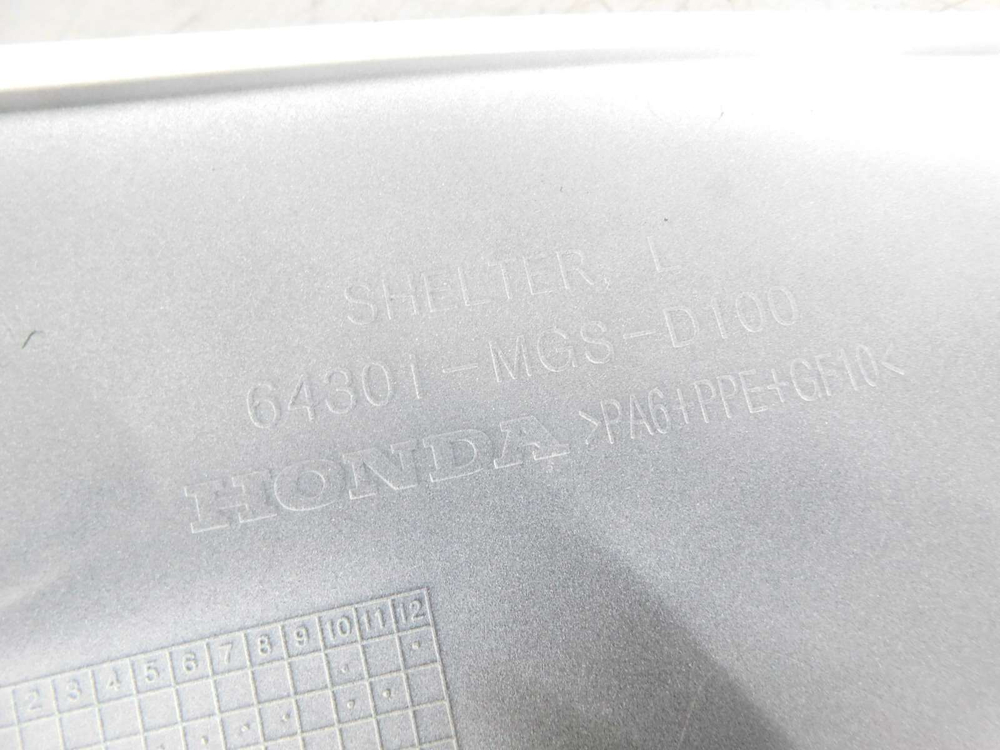 SHELTER, L
64301-MGS-D100
HONDA >PA6+PPE+GF10<
2 3 4 5 6 7 8 9 10 11 12